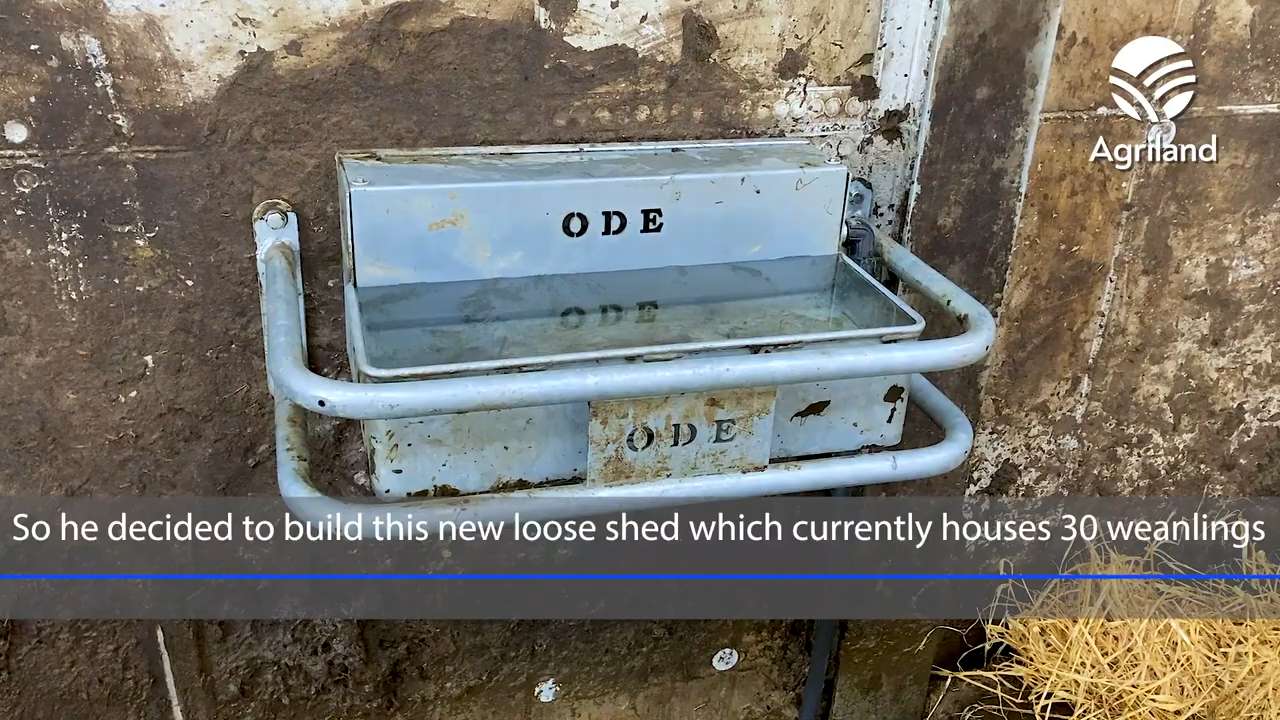 Agriland
ODE
ODE
ODE
So he decided to build this new loose shed which currently houses 30 weanlings